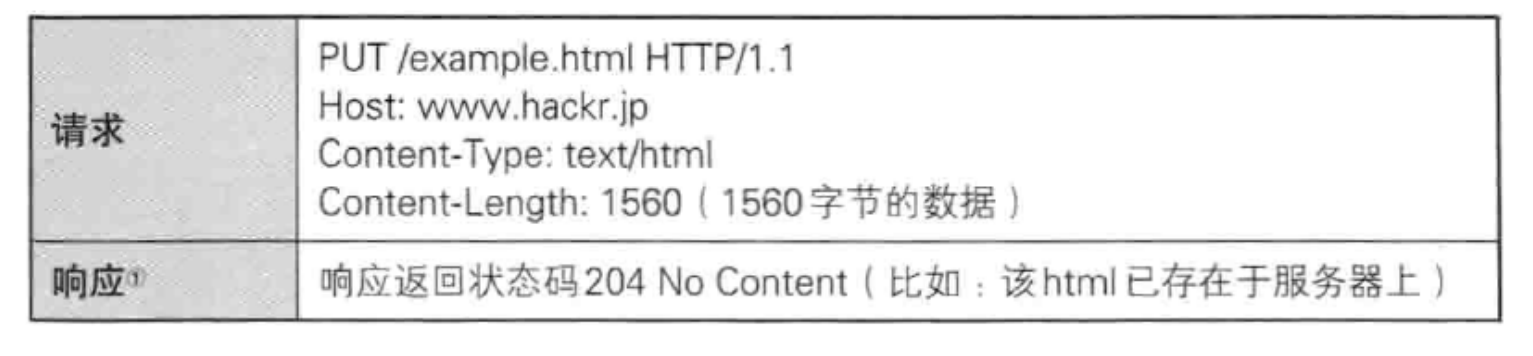 请求
PUT /example.html HTTP/1.1
Host: www.hackr.jp
Content-Type: text/html
Content-Length: 1560（1560字节的数据）
响应① 响应返回状态码204 No Content（比如：该html已存在于服务器上）